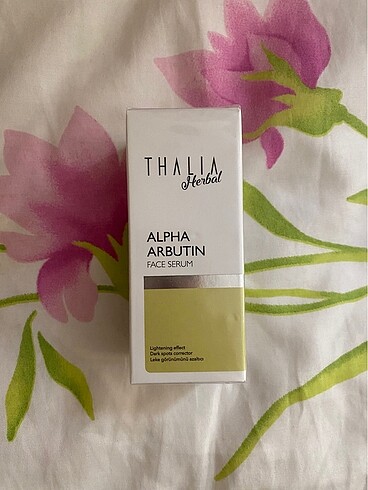 THALIA
Herbal
ALPHA
ARBUTIN
FACE SERUM
Lightening effect
Dark spots corrector
Leke görünümünü azaltıcı